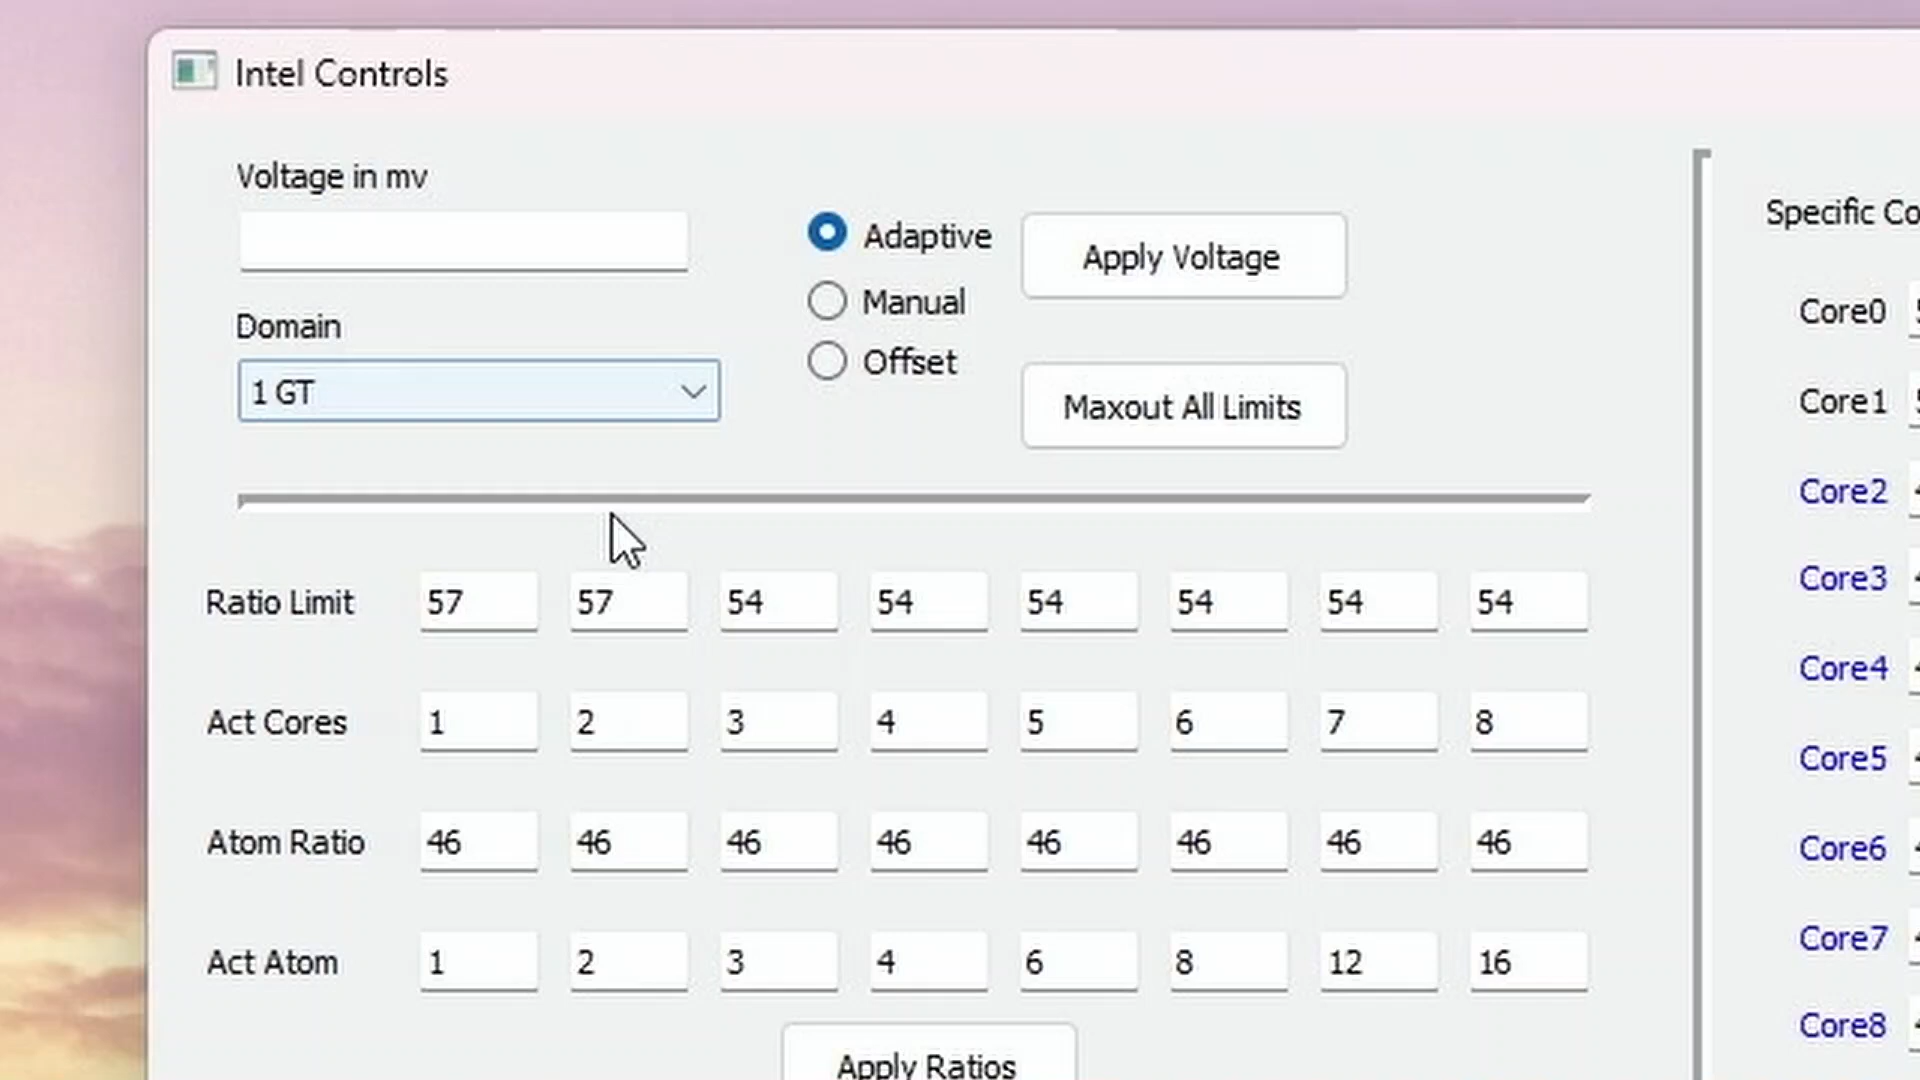 Intel Controls
Voltage in mv
Adaptive
Apply Voltage
Manual
Domain
Offset
1 GT
Maxout All Limits
Ratio Limit 57 57 54 54 54 54 54 54
Act Cores 1 2 3 4 5 6 7 8
Atom Ratio 46 46 46 46 46 46 46 46
Act Atom 1 2 3 4 6 8 12 16
Apply Ratios
Specific
Core0
Core1
Core2
Core3
Core4
Core5
Core6
Core7
Core8